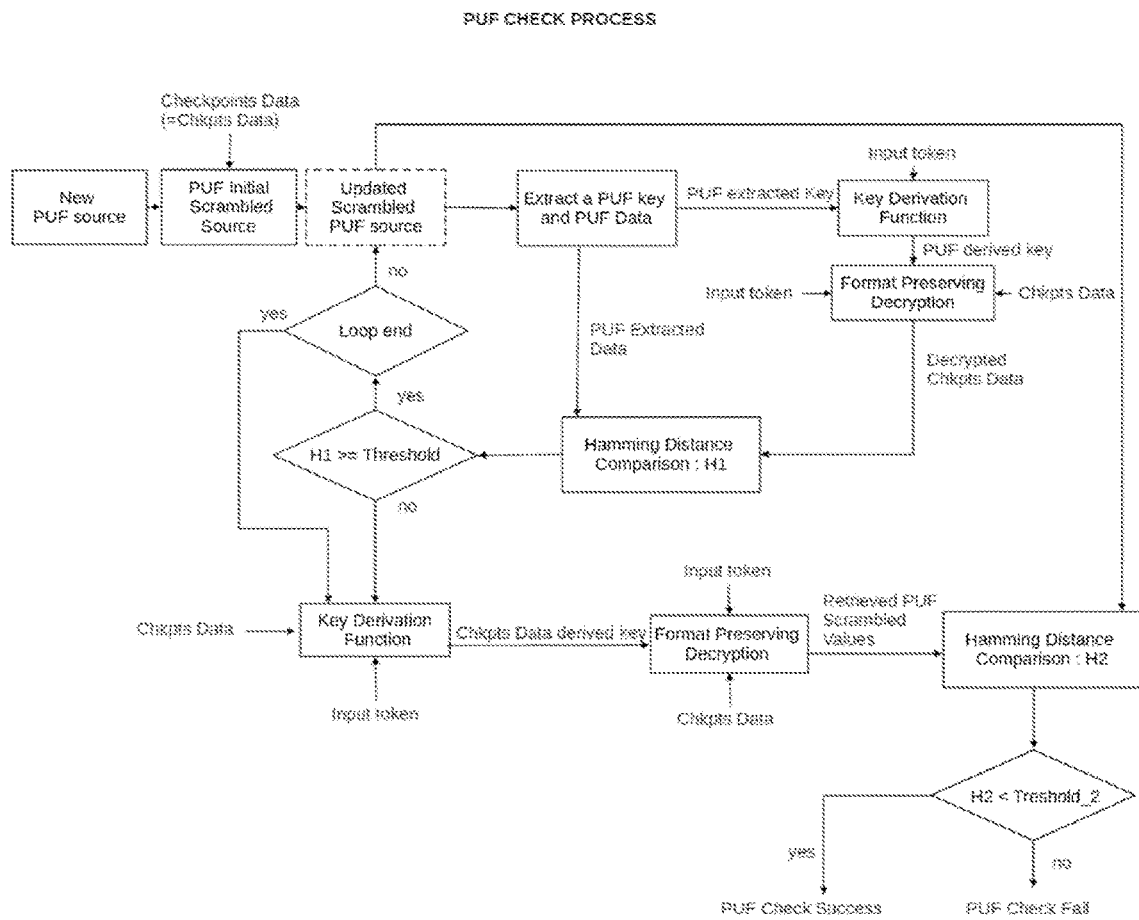 PUF CHECK PROCESS
Checkpoints Data
(=Chkpts Data)
New
PUF source
PUF Initial
Scrambled
Source
Updated
Scrambled
PUF source
Extract a PUF key
and PUF Data
PUF extracted Key
Input token
Key Derivation
Function
PUF derived key
Input token
Format Preserving
Decryption
Chkpts Data
no
yes
Loop end
PUF Extracted
Data
Decrypted
Chkpts Data
yes
H1 >= Threshold
Hamming Distance
Comparison : H1
no
Input token
Chkpts Data
Key Derivation
Function
Chkpts Data derived key
Format Preserving
Decryption
Retrieved PUF
Scrambled
Values
Hamming Distance
Comparison : H2
Input token
Chkpts Data
H2 < Treshold_2
yes
no
PUF Check Success
PUF Check Fail